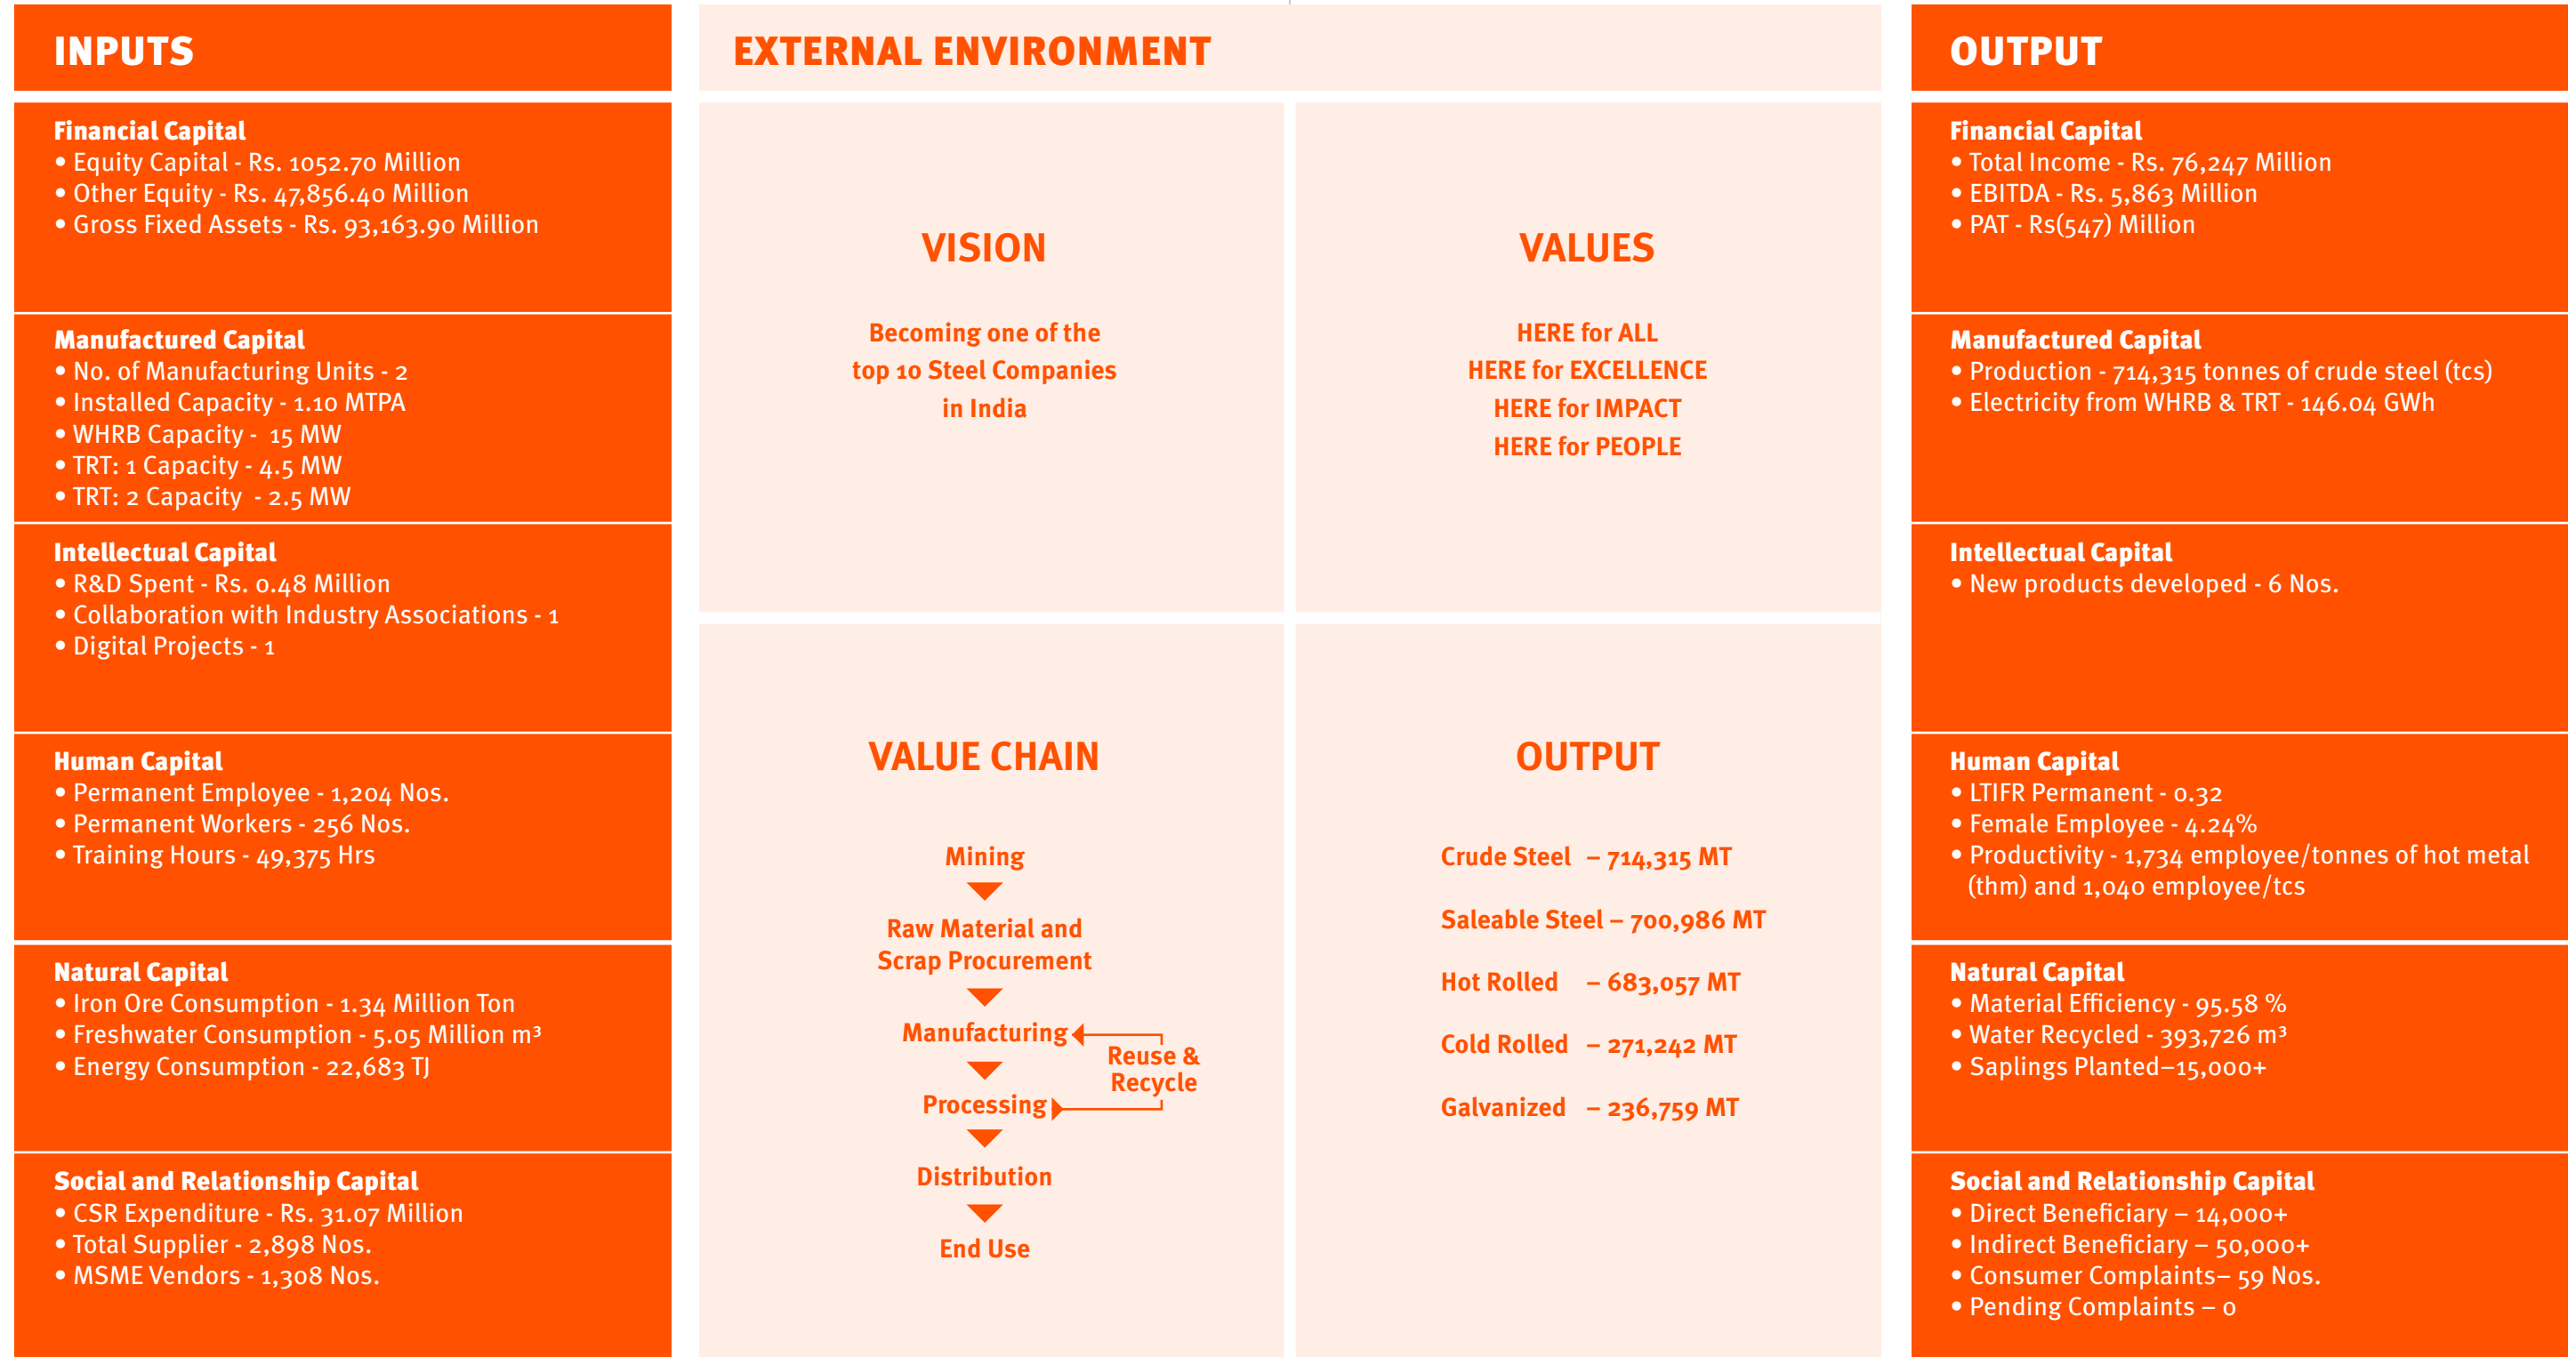 INPUTS
Financial Capital
• Equity Capital - Rs. 1052.70 Million
• Other Equity - Rs. 47,856.40 Million
• Gross Fixed Assets - Rs. 93,163.90 Million
Manufactured Capital
• No. of Manufacturing Units - 2
• Installed Capacity - 1.10 MTPA
• WHRB Capacity - 15 MW
• TRT: 1 Capacity - 4.5 MW
• TRT: 2 Capacity - 2.5 MW
Intellectual Capital
• R&D Spent - Rs. 0.48 Million
• Collaboration with Industry Associations - 1
• Digital Projects - 1
Human Capital
• Permanent Employee - 1,204 Nos.
• Permanent Workers - 256 Nos.
• Training Hours - 49,375 Hrs
Natural Capital
• Iron Ore Consumption - 1.34 Million Ton
• Freshwater Consumption - 5.05 Million m³
• Energy Consumption - 22,683 TJ
Social and Relationship Capital
• CSR Expenditure - Rs. 31.07 Million
• Total Supplier - 2,898 Nos.
• MSME Vendors - 1,308 Nos.
EXTERNAL ENVIRONMENT
VISION
Becoming one of the
top 10 Steel Companies
in India
VALUES
HERE for ALL
HERE for EXCELLENCE
HERE for IMPACT
HERE for PEOPLE
VALUE CHAIN
Mining
Raw Material and
Scrap Procurement
Manufacturing
Reuse &
Recycle
Processing
Distribution
End Use
OUTPUT
Crude Steel – 714,315 MT
Saleable Steel – 700,986 MT
Hot Rolled – 683,057 MT
Cold Rolled – 271,242 MT
Galvanized – 236,759 MT
OUTPUT
Financial Capital
• Total Income - Rs. 76,247 Million
• EBITDA - Rs. 5,863 Million
• PAT - Rs(547) Million
Manufactured Capital
• Production - 714,315 tonnes of crude steel (tcs)
• Electricity from WHRB & TRT - 146.04 GWh
Intellectual Capital
• New products developed - 6 Nos.
Human Capital
• LTIFR Permanent - 0.32
• Female Employee - 4.24%
• Productivity - 1,734 employee/tonnes of hot metal
(thm) and 1,040 employee/tcs
Natural Capital
• Material Efficiency - 95.58 %
• Water Recycled - 393,726 m³
• Saplings Planted–15,000+
Social and Relationship Capital
• Direct Beneficiary – 14,000+
• Indirect Beneficiary – 50,000+
• Consumer Complaints– 59 Nos.
• Pending Complaints – 0